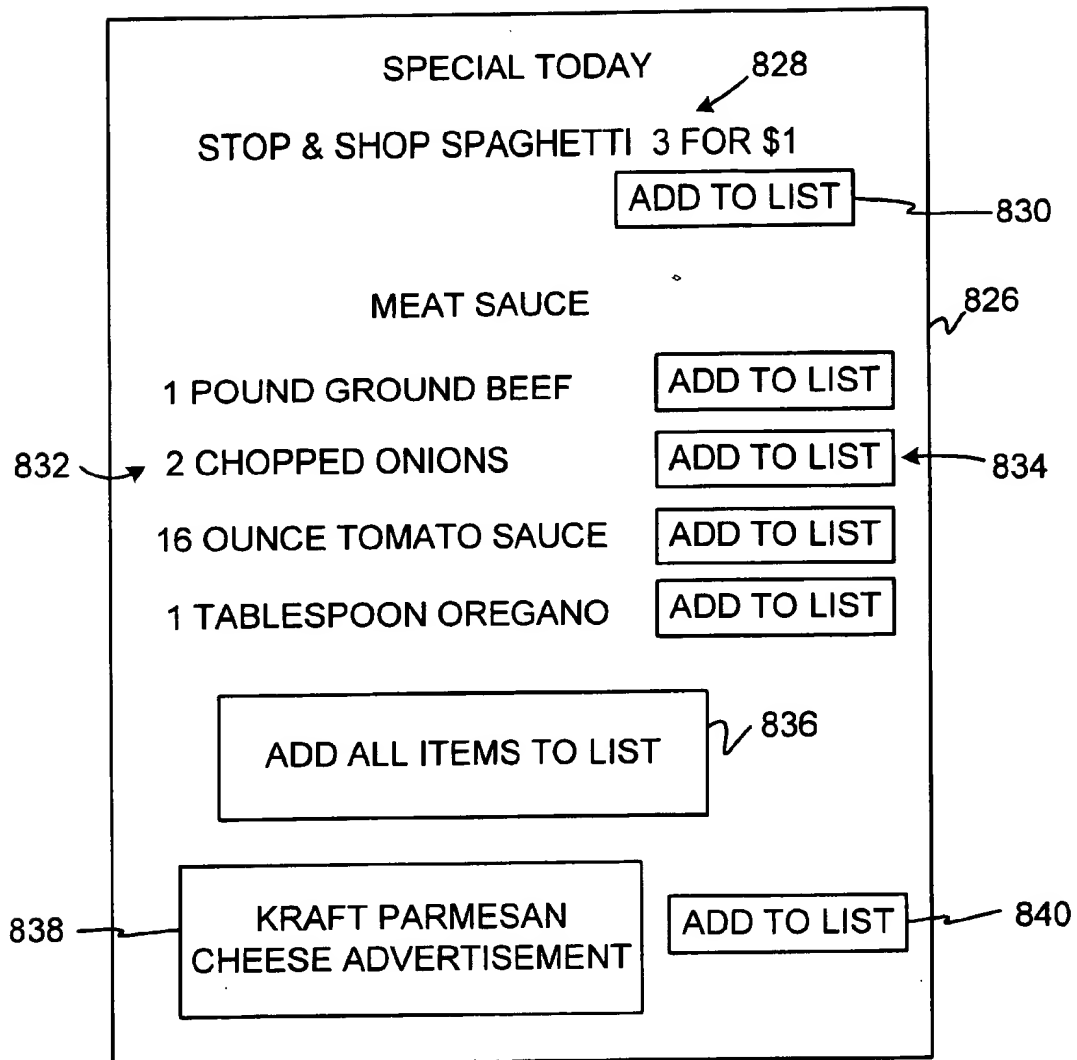 SPECIAL TODAY
828
STOP & SHOP SPAGHETTI 3 FOR $1
ADD TO LIST
830
MEAT SAUCE
826
1 POUND GROUND BEEF ADD TO LIST
832 2 CHOPPED ONIONS ADD TO LIST 834
16 OUNCE TOMATO SAUCE ADD TO LIST
1 TABLESPOON OREGANO ADD TO LIST
836
ADD ALL ITEMS TO LIST
838 KRAFT PARMESAN ADD TO LIST 840
CHEESE ADVERTISEMENT